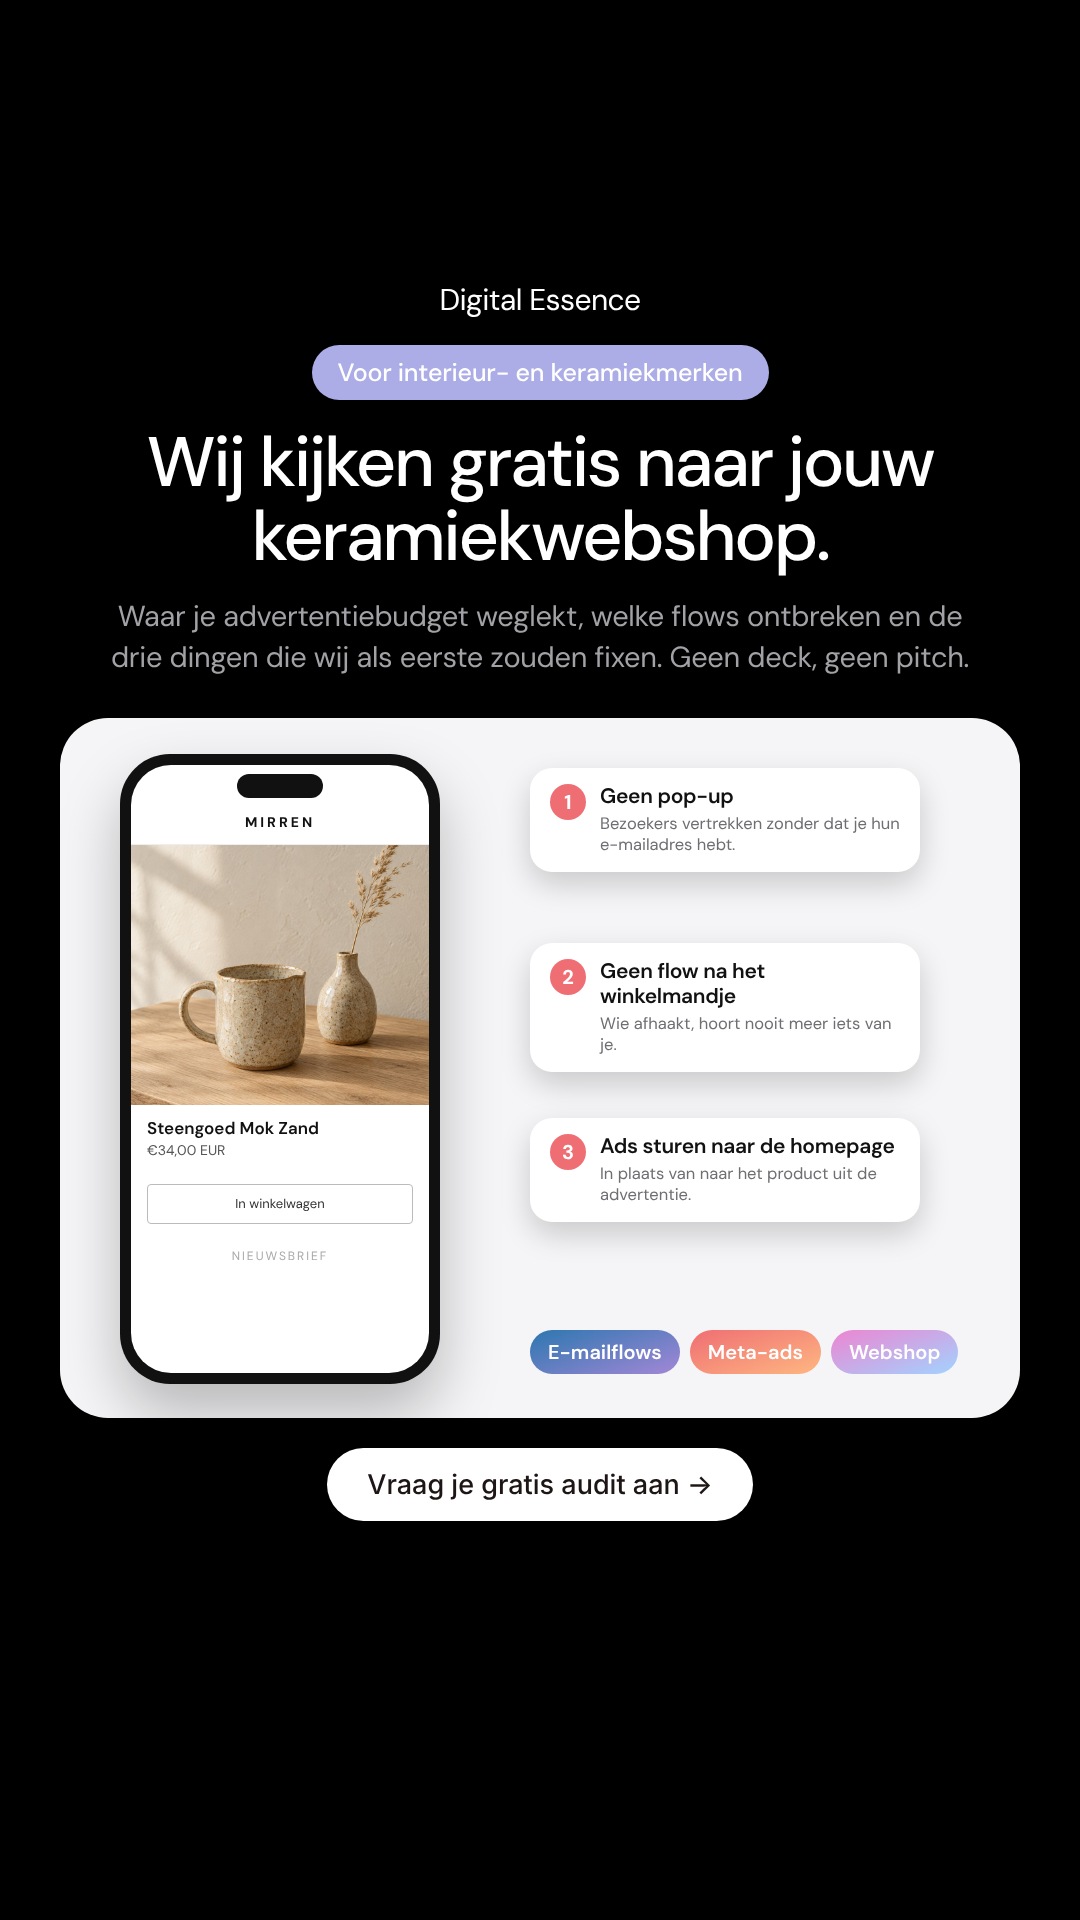 Digital Essence
Voor interieur- en keramiekmerken
Wij kijken gratis naar jouw
keramiekwebshop.
Waar je advertentiebudget weglekt, welke flows ontbreken en de
drie dingen die wij als eerste zouden fixen. Geen deck, geen pitch.
MIRREN
Steengoed Mok Zand
€34,00 EUR
In winkelwagen
NIEUWSBRIEF
1
Geen pop-up
Bezoekers vertrekken zonder dat je hun
e-mailadres hebt.
2
Geen flow na het
winkelmandje
Wie afhaakt, hoort nooit meer iets van
je.
3
Ads sturen naar de homepage
In plaats van naar het product uit de
advertentie.
E-mailflows
Meta-ads
Webshop
Vraag je gratis audit aan →